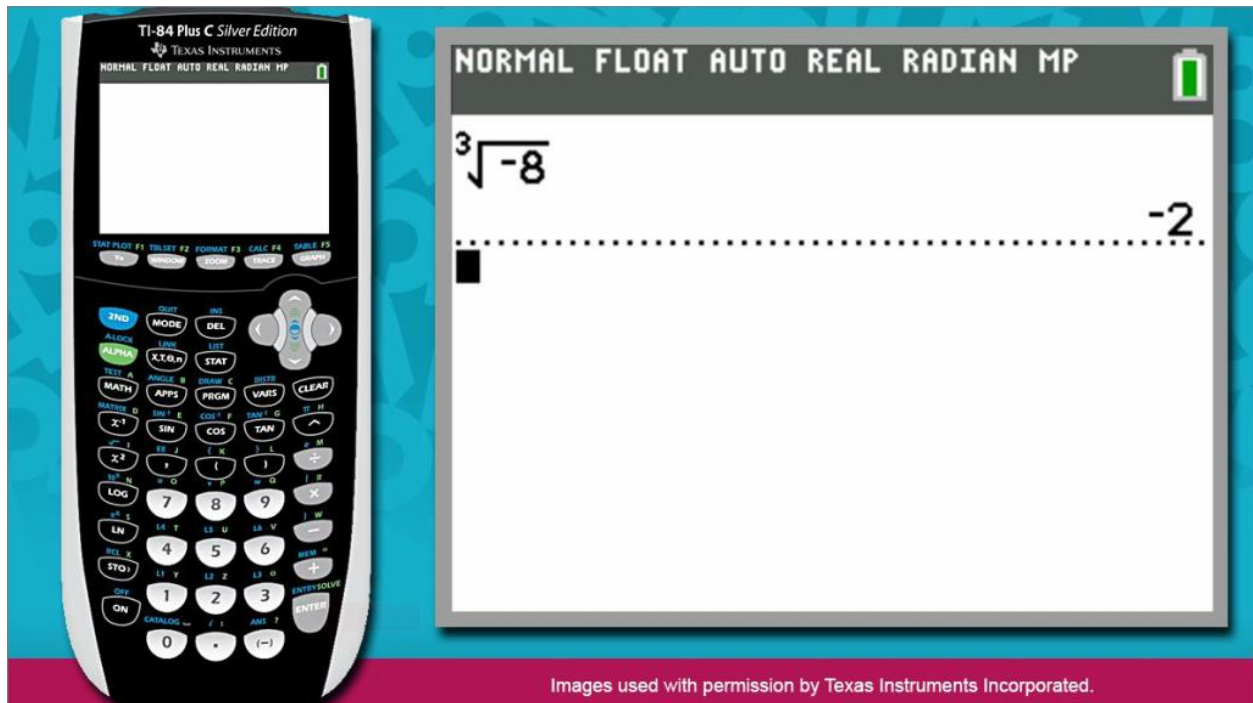 TI-84 Plus C Silver Edition
TEXAS INSTRUMENTS
NORMAL FLOAT AUTO REAL RADIAN MP
STAT PLOT F1 TBLSET F2 FORMAT F3 CALC F4 TABLE F5
Y= WINDOW ZOOM TRACE GRAPH
QUIT INS
2ND MODE DEL
A-LOCK LINK LIST
ALPHA X,T,θ,n STAT
TEST A ANGLE B DRAW C DISTR
MATH APPS PRGM VARS CLEAR
MATRIX D SIN⁻¹ E COS⁻¹ F TAN⁻¹ G π H
x⁻¹ SIN COS TAN ^
√ I EE J { K } L e M
x² , ( ) ÷
10ˣ N u O v P w Q [ R
LOG 7 8 9 ×
eˣ S L4 T L5 U L6 V ] W
LN 4 5 6 −
RCL X L1 Y L2 Z L3 θ MEM "
STO› 1 2 3 +
OFF CATALOG i : ANS ? ENTRY SOLVE
ON 0 . (−) ENTER
NORMAL FLOAT AUTO REAL RADIAN MP
³√-8
-2
Images used with permission by Texas Instruments Incorporated.